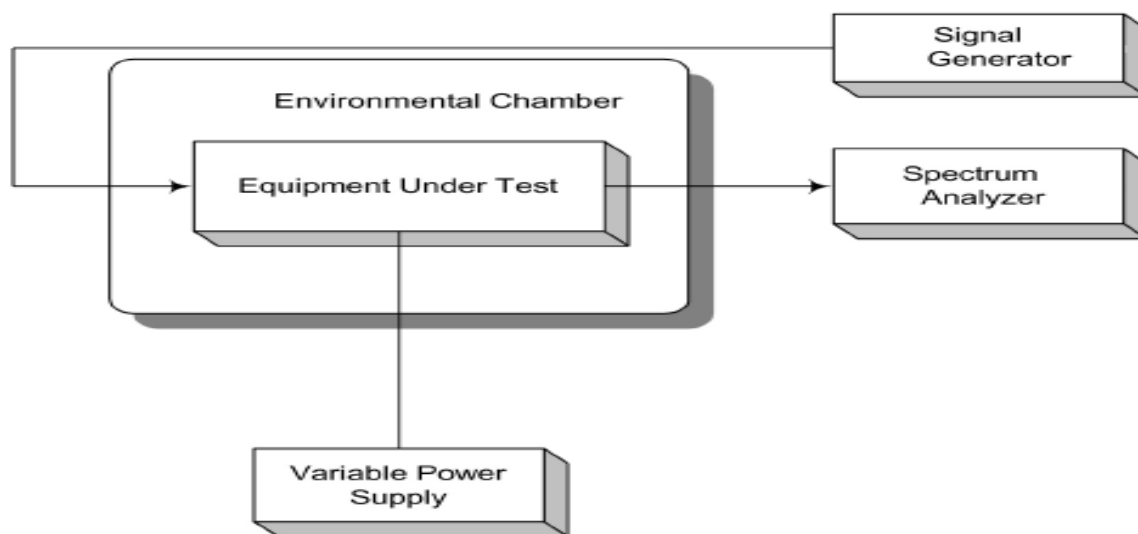 Signal
Generator
Environmental Chamber
Equipment Under Test
Spectrum
Analyzer
Variable Power
Supply